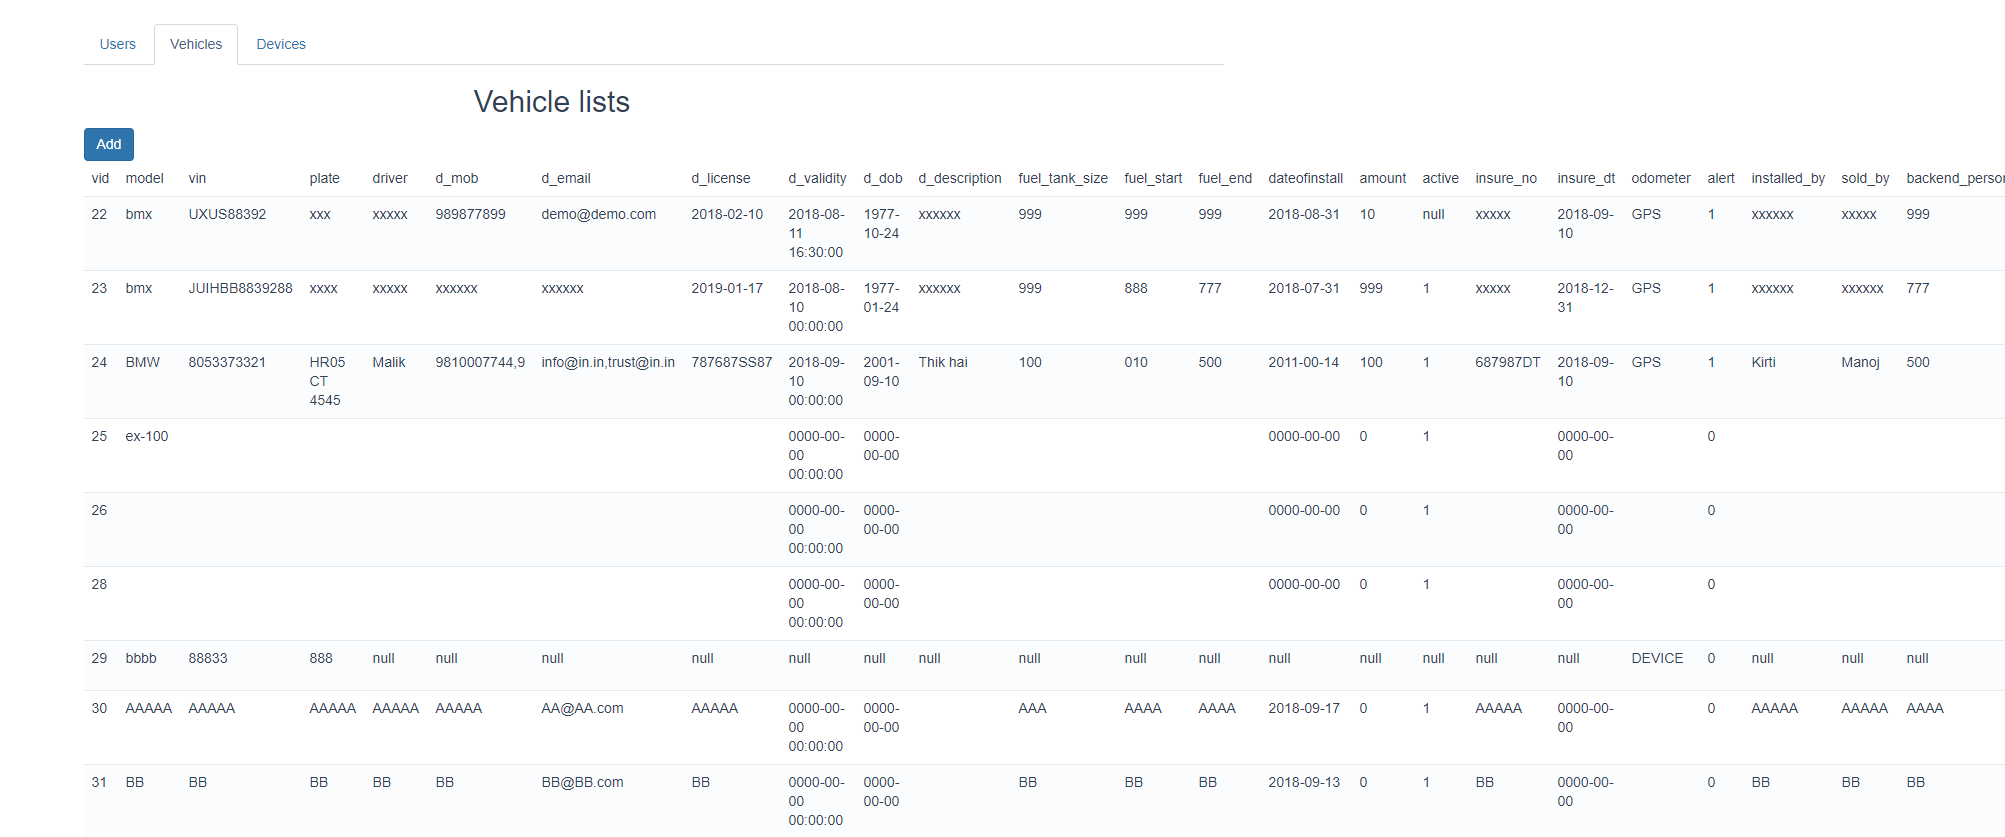 Users Vehicles Devices
Vehicle lists
Add
vid model vin plate driver d_mob d_email d_license d_validity d_dob d_description fuel_tank_size fuel_start fuel_end dateofinstall amount active insure_no insure_dt odometer alert installed_by sold_by backend_person
22 bmx UXUS88392 xxx xxxxx 989877899 demo@demo.com 2018-02-10 2018-08- 1977- xxxxxx 999 999 999 2018-08-31 10 null xxxxx 2018-09- GPS 1 xxxxxx xxxxx 999
11 10-24 10
16:30:00
23 bmx JUIHBB8839288 xxxx xxxxx xxxxxx xxxxxx 2019-01-17 2018-08- 1977- xxxxxx 999 888 777 2018-07-31 999 1 xxxxx 2018-12- GPS 1 xxxxxx xxxxxx 777
10 01-24 31
00:00:00
24 BMW 8053373321 HR05 Malik 9810007744,9 info@in.in,trust@in.in 787687SS87 2018-09- 2001- Thik hai 100 010 500 2011-00-14 100 1 687987DT 2018-09- GPS 1 Kirti Manoj 500
CT 10 09-10 10
4545 00:00:00
25 ex-100 0000-00- 0000- 0000-00-00 0 1 0000-00- 0
00 00-00 00
00:00:00
26 0000-00- 0000- 0000-00-00 0 1 0000-00- 0
00 00-00 00
00:00:00
28 0000-00- 0000- 0000-00-00 0 1 0000-00- 0
00 00-00 00
00:00:00
29 bbbb 88833 888 null null null null null null null null null null null null null null null DEVICE 0 null null null
30 AAAAA AAAAA AAAAA AAAAA AAAAA AA@AA.com AAAAA 0000-00- 0000- AAA AAAA AAAA 2018-09-17 0 1 AAAAA 0000-00- 0 AAAAA AAAAA AAAA
00 00-00 00
00:00:00
31 BB BB BB BB BB BB@BB.com BB 0000-00- 0000- BB BB BB 2018-09-13 0 1 BB 0000-00- 0 BB BB BB
00 00-00 00
00:00:00